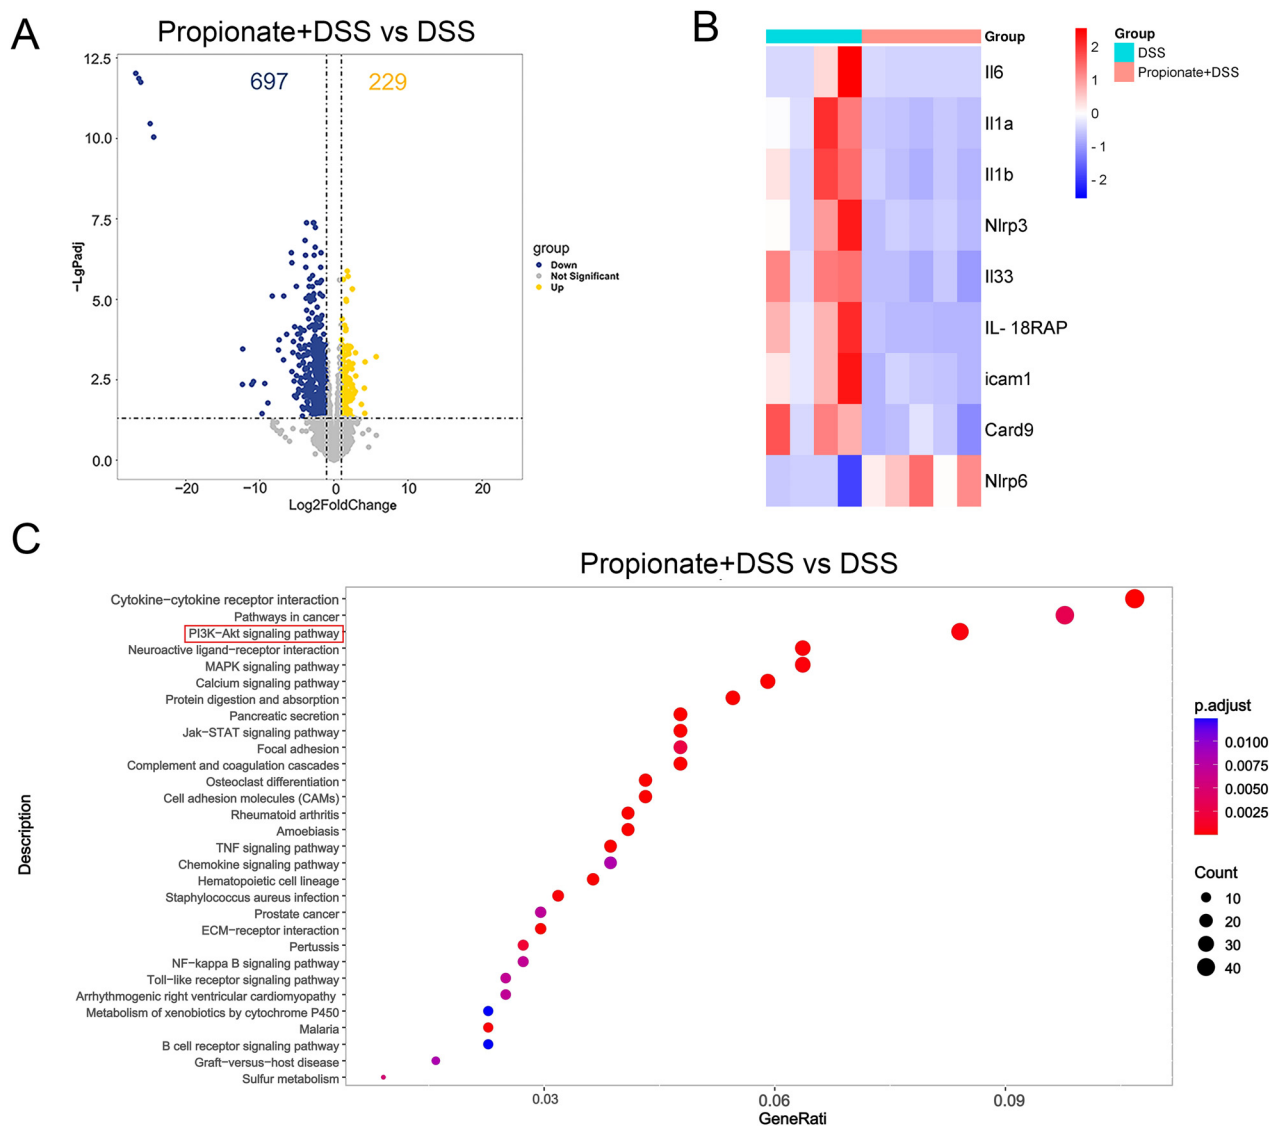 A
Propionate+DSS vs DSS
12.5
10.0
7.5
5.0
2.5
0.0
−LgPadj
697
229
−20
−10
0
10
20
Log2FoldChange
group
Down
Not Significant
Up
B
Group
Il6
Il1a
Il1b
Nlrp3
Il33
IL- 18RAP
icam1
Card9
Nlrp6
2
1
0
- 1
- 2
Group
DSS
Propionate+DSS
C
Propionate+DSS vs DSS
Description
Cytokine−cytokine receptor interaction
Pathways in cancer
PI3K−Akt signaling pathway
Neuroactive ligand−receptor interaction
MAPK signaling pathway
Calcium signaling pathway
Protein digestion and absorption
Pancreatic secretion
Jak−STAT signaling pathway
Focal adhesion
Complement and coagulation cascades
Osteoclast differentiation
Cell adhesion molecules (CAMs)
Rheumatoid arthritis
Amoebiasis
TNF signaling pathway
Chemokine signaling pathway
Hematopoietic cell lineage
Staphylococcus aureus infection
Prostate cancer
ECM−receptor interaction
Pertussis
NF−kappa B signaling pathway
Toll−like receptor signaling pathway
Arrhythmogenic right ventricular cardiomyopathy
Metabolism of xenobiotics by cytochrome P450
Malaria
B cell receptor signaling pathway
Graft−versus−host disease
Sulfur metabolism
0.03
0.06
0.09
GeneRati
p.adjust
0.0100
0.0075
0.0050
0.0025
Count
10
20
30
40